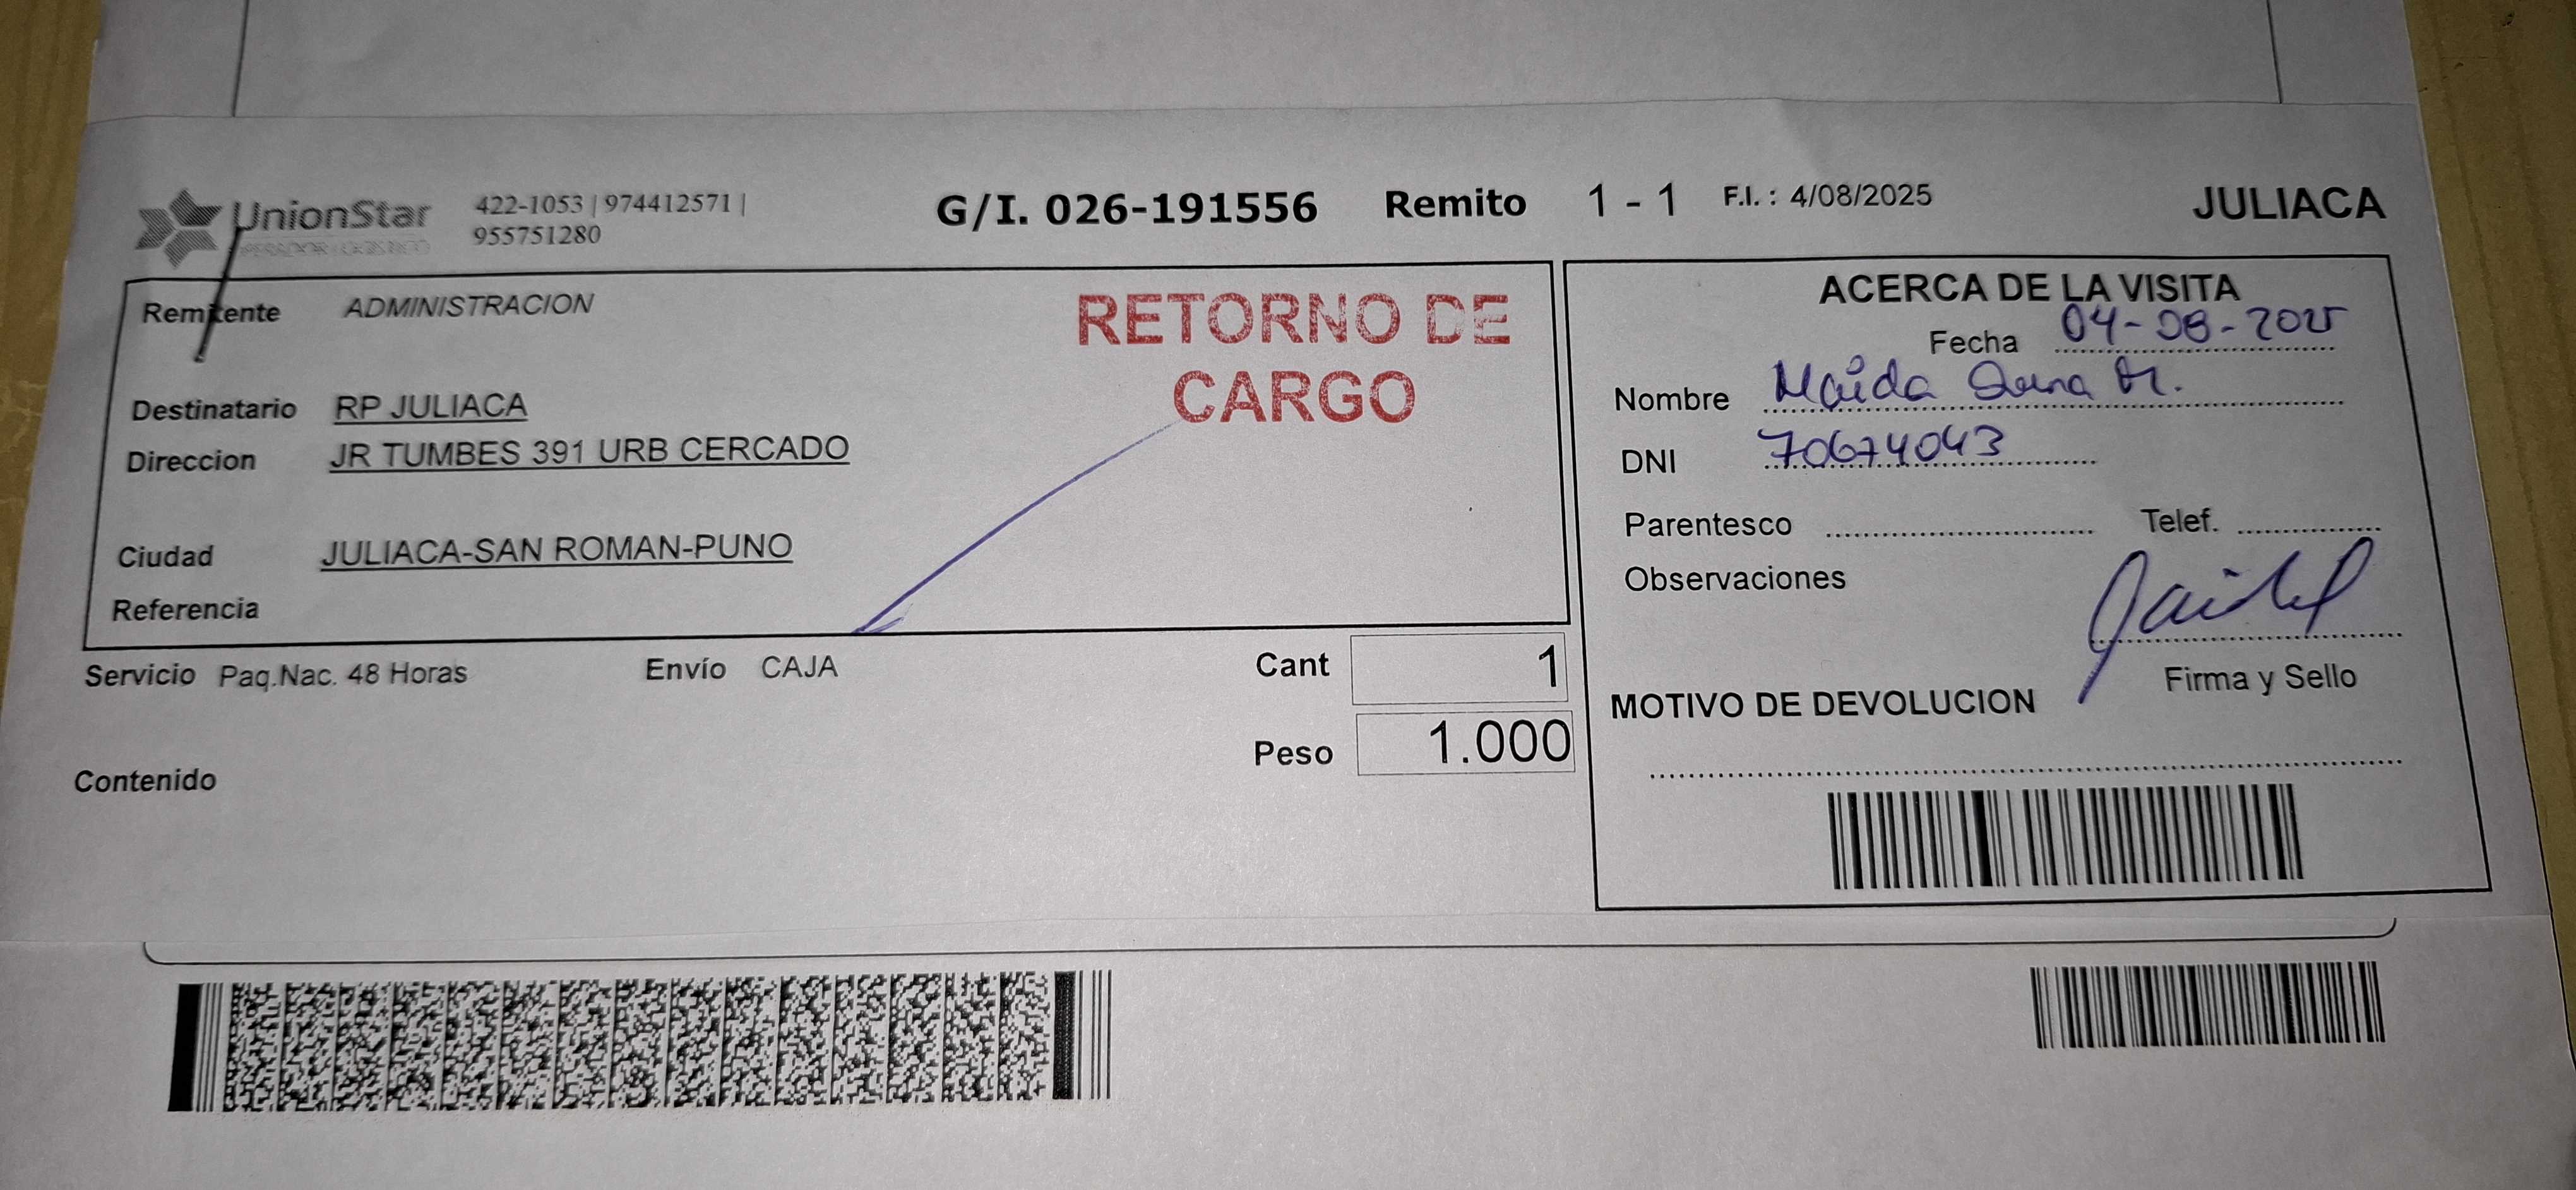 UnionStar
OPERADOR LOGISTICO
422-1053 | 974412571 |
955751280
G/I. 026-191556 Remito 1 - 1 F.I. : 4/08/2025 JULIACA
Remitente ADMINISTRACION
RETORNO DE
CARGO
Destinatario RP JULIACA
Direccion JR TUMBES 391 URB CERCADO
Ciudad JULIACA-SAN ROMAN-PUNO
Referencia
Servicio Paq.Nac. 48 Horas Envío CAJA Cant 1
Peso 1.000
Contenido
ACERCA DE LA VISITA
Fecha 04-08-2025
Nombre Maida
DNI 70674043
Parentesco Telef.
Observaciones
Firma y Sello
MOTIVO DE DEVOLUCION